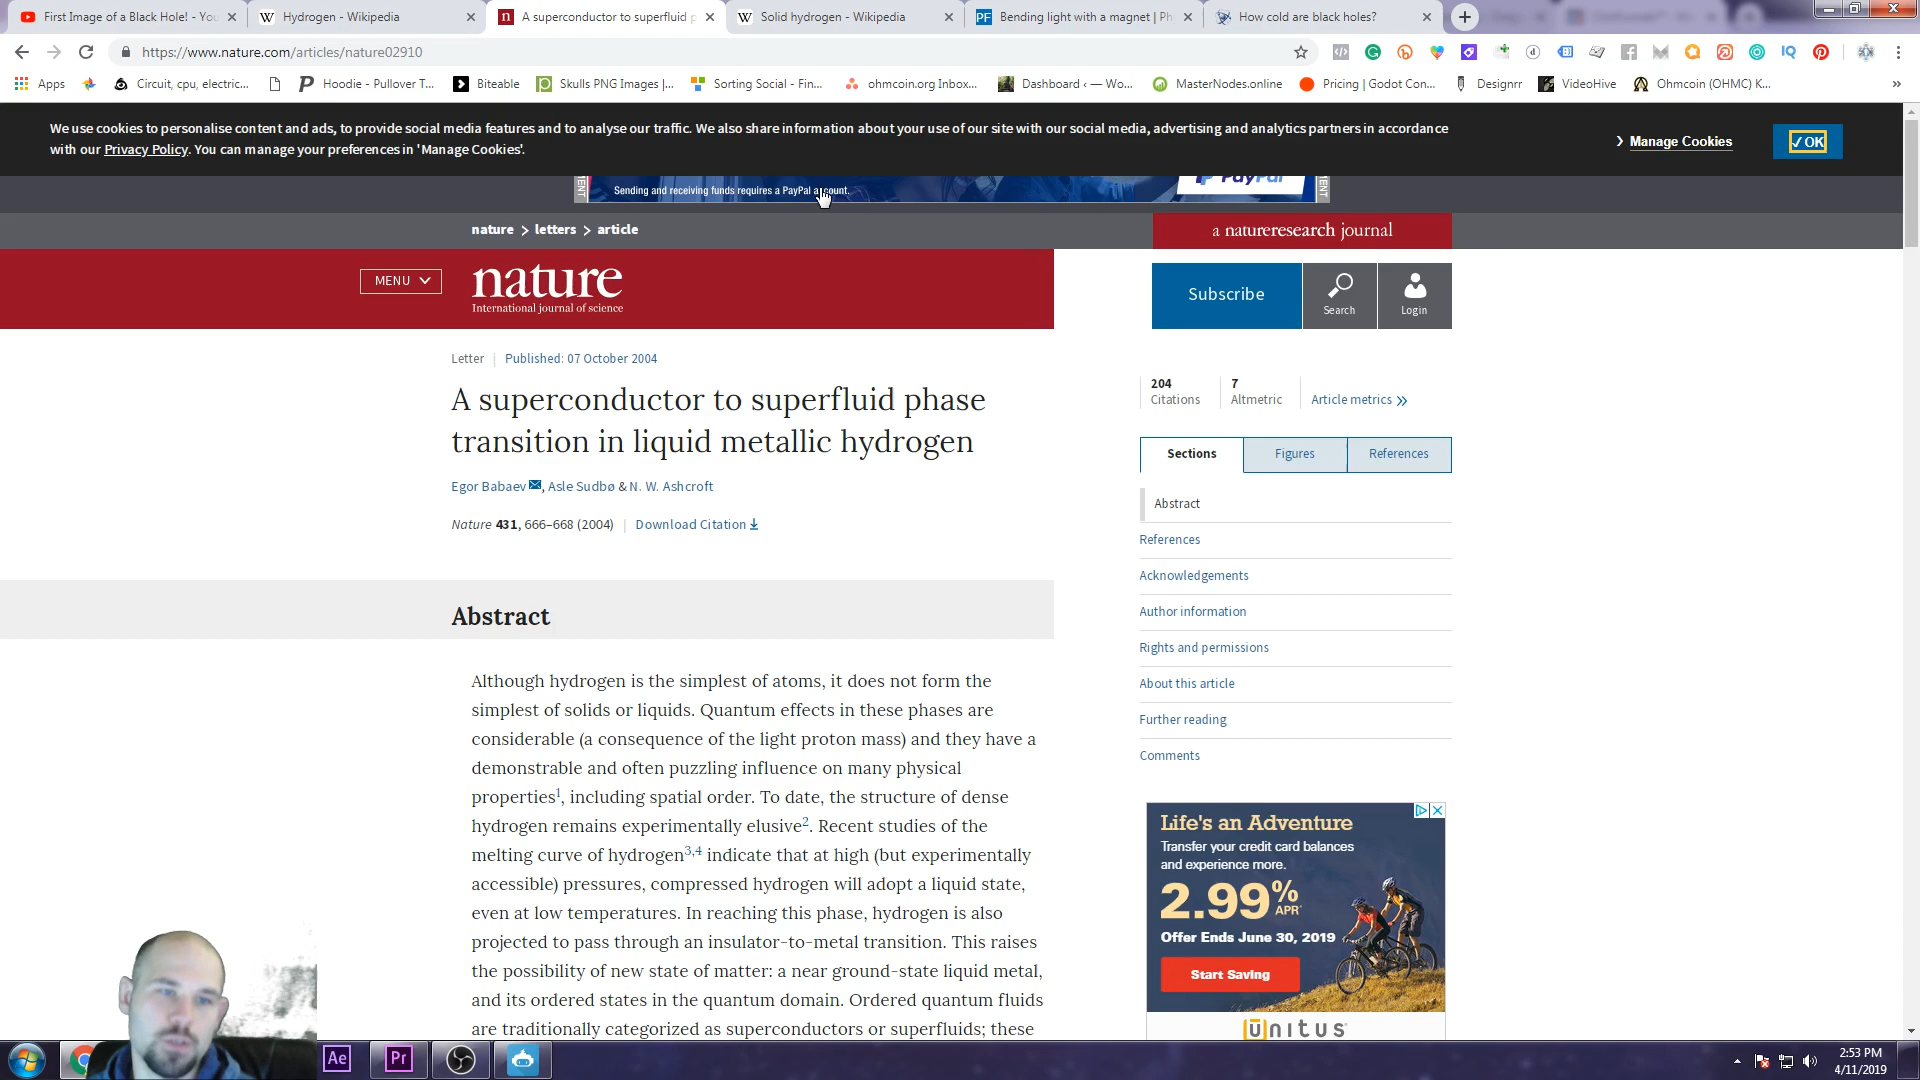 First Image of a Black Hole! - You
Hydrogen - Wikipedia
A superconductor to superfluid p
Solid hydrogen - Wikipedia
Bending light with a magnet | Ph
How cold are black holes?
https://www.nature.com/articles/nature02910
Apps
Circuit, cpu, electric...
Hoodie - Pullover T...
Biteable
Skulls PNG Images |...
Sorting Social - Fin...
ohmcoin.org Inbox...
Dashboard ‹ — Wo...
MasterNodes.online
Pricing | Godot Con...
Designrr
VideoHive
Ohmcoin (OHMC) K...
»
We use cookies to personalise content and ads, to provide social media features and to analyse our traffic. We also share information about your use of our site with our social media, advertising and analytics partners in accordance
with our Privacy Policy. You can manage your preferences in 'Manage Cookies'.
Manage Cookies
✓OK
Sending and receiving funds requires a PayPal account.
PayPal
nature > letters > article
a natureresearch journal
MENU
nature
International journal of science
Subscribe
Search
Login
Letter | Published: 07 October 2004
A superconductor to superfluid phase
transition in liquid metallic hydrogen
Egor Babaev, Asle Sudbø & N. W. Ashcroft
Nature 431, 666–668 (2004) | Download Citation
204
Citations
7
Altmetric
Article metrics
Sections
Figures
References
Abstract
References
Acknowledgements
Author information
Rights and permissions
About this article
Further reading
Comments
Abstract
Although hydrogen is the simplest of atoms, it does not form the
simplest of solids or liquids. Quantum effects in these phases are
considerable (a consequence of the light proton mass) and they have a
demonstrable and often puzzling influence on many physical
properties1, including spatial order. To date, the structure of dense
hydrogen remains experimentally elusive2. Recent studies of the
melting curve of hydrogen3,4 indicate that at high (but experimentally
accessible) pressures, compressed hydrogen will adopt a liquid state,
even at low temperatures. In reaching this phase, hydrogen is also
projected to pass through an insulator-to-metal transition. This raises
the possibility of new state of matter: a near ground-state liquid metal,
and its ordered states in the quantum domain. Ordered quantum fluids
are traditionally categorized as superconductors or superfluids; these
Life's an Adventure
Transfer your credit card balances
and experience more.
2.99% APR*
Offer Ends June 30, 2019
Start Saving
unitus
Ae
Pr
2:53 PM
4/11/2019